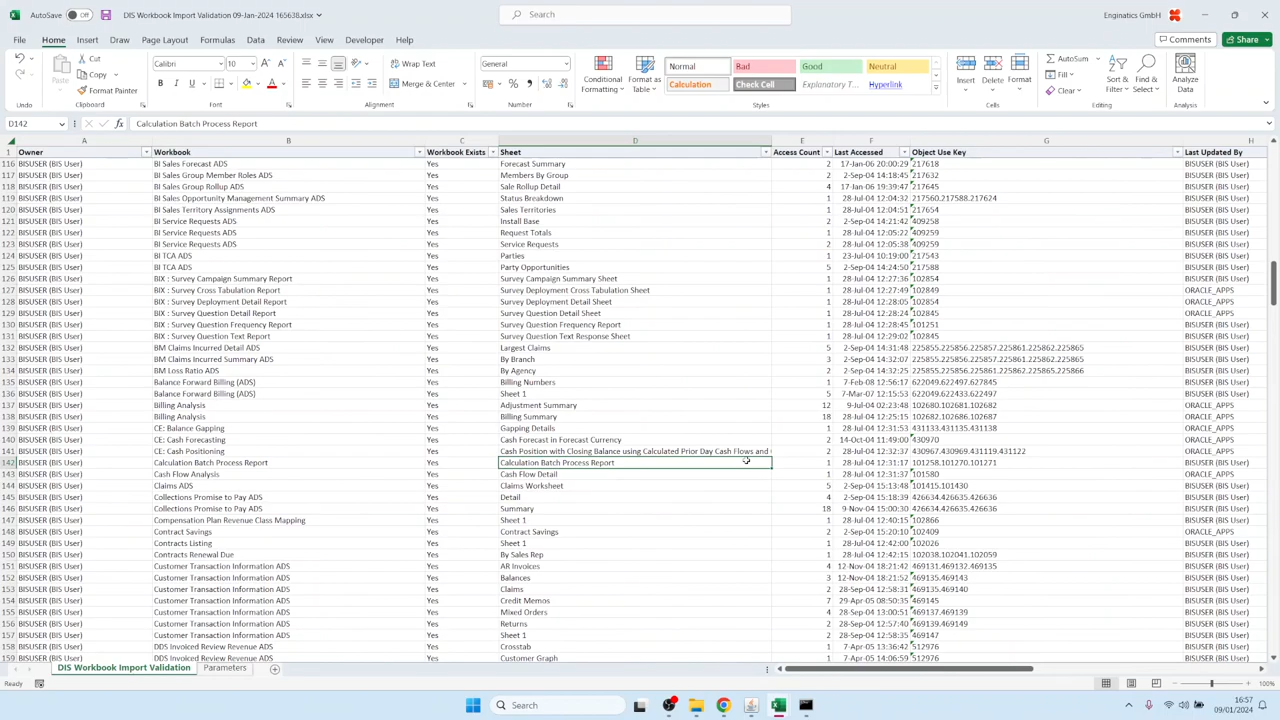 AutoSave Off DIS Workbook Import Validation 09-Jan-2024 165638.xlsx Search Enginatics GmbH
File Home Insert Draw Page Layout Formulas Data Review View Automate Developer Help Comments Share
Cut Calibri 10 Wrap Text General Normal Bad Good Neutral AutoSum
Paste Copy Conditional Format as Insert Delete Format Fill Sort & Find &
Format Painter Merge & Center Formatting Table Calculation Check Cell Explanatory T... Hyperlink Clear Filter Select Analyze Data
Undo Clipboard Font Alignment Number Styles Cells Editing Analysis
D142 Calculation Batch Process Report
A B C D E F G H
1 Owner Workbook Workbook Exists Sheet Access Count Last Accessed Object Use Key Last Updated By
116 BISUSER (BIS User) BI Sales Forecast ADS Yes Forecast Summary 2 17-Jan-06 20:00:29 217618 BISUSER (BIS User)
117 BISUSER (BIS User) BI Sales Group Member Roles ADS Yes Members By Group 2 2-Sep-04 14:18:45 217632 BISUSER (BIS User)
118 BISUSER (BIS User) BI Sales Group Rollup ADS Yes Sale Rollup Detail 4 17-Jan-06 19:39:47 217645 BISUSER (BIS User)
119 BISUSER (BIS User) BI Sales Opportunity Management Summary ADS Yes Status Breakdown 1 28-Jul-04 12:04:32 217560.217588.217624 BISUSER (BIS User)
120 BISUSER (BIS User) BI Sales Territory Assignments ADS Yes Sales Territories 1 28-Jul-04 12:04:51 217654 BISUSER (BIS User)
121 BISUSER (BIS User) BI Service Requests ADS Yes Install Base 2 2-Sep-04 14:21:42 409258 BISUSER (BIS User)
122 BISUSER (BIS User) BI Service Requests ADS Yes Request Totals 1 28-Jul-04 12:05:22 409259 BISUSER (BIS User)
123 BISUSER (BIS User) BI Service Requests ADS Yes Service Requests 2 28-Jul-04 12:05:38 409259 BISUSER (BIS User)
124 BISUSER (BIS User) BI TCA ADS Yes Parties 1 23-Jul-04 10:19:00 217543 BISUSER (BIS User)
125 BISUSER (BIS User) BI TCA ADS Yes Party Opportunities 5 2-Sep-04 14:24:50 217588 BISUSER (BIS User)
126 BISUSER (BIS User) BIX : Survey Campaign Summary Report Yes Survey Campaign Summary Sheet 1 28-Jul-04 12:27:36 102854 BISUSER (BIS User)
127 BISUSER (BIS User) BIX : Survey Cross Tabulation Report Yes Survey Deployment Cross Tabulation Sheet 1 28-Jul-04 12:27:49 102849 ORACLE_APPS
128 BISUSER (BIS User) BIX : Survey Deployment Detail Report Yes Survey Deployment Detail Sheet 1 28-Jul-04 12:28:05 102854 ORACLE_APPS
129 BISUSER (BIS User) BIX : Survey Question Detail Report Yes Survey Question Detail Sheet 1 28-Jul-04 12:28:24 102845 ORACLE_APPS
130 BISUSER (BIS User) BIX : Survey Question Frequency Report Yes Survey Question Frequency Report 1 28-Jul-04 12:28:45 101251 BISUSER (BIS User)
131 BISUSER (BIS User) BIX : Survey Question Text Report Yes Survey Question Text Response Sheet 1 28-Jul-04 12:29:02 102845 BISUSER (BIS User)
132 BISUSER (BIS User) BM Claims Incurred Detail ADS Yes Largest Claims 5 2-Sep-04 14:31:48 225855.225856.225857.225861.225862.225865 BISUSER (BIS User)
133 BISUSER (BIS User) BM Claims Incurred Summary ADS Yes By Branch 3 2-Sep-04 14:32:07 225855.225856.225857.225861.225862.225865 BISUSER (BIS User)
134 BISUSER (BIS User) BM Loss Ratio ADS Yes By Agency 2 2-Sep-04 14:32:25 225855.225856.225861.225862.225865.225866 BISUSER (BIS User)
135 BISUSER (BIS User) Balance Forward Billing (ADS) Yes Billing Numbers 1 7-Feb-08 12:56:17 622049.622497.627845 BISUSER (BIS User)
136 BISUSER (BIS User) Balance Forward Billing (ADS) Yes Sheet 1 5 7-Mar-07 12:15:53 622049.622497 BISUSER (BIS User)
137 BISUSER (BIS User) Billing Analysis Yes Adjustment Summary 12 9-Jul-04 17:03:19 102680.102681.102682 ORACLE_APPS
138 BISUSER (BIS User) Billing Analysis Yes Billing Summary 18 28-Jul-04 12:25:15 102682.102686.102687 ORACLE_APPS
139 BISUSER (BIS User) CE: Balance Gapping Yes Gapping Details 1 28-Jul-04 12:31:53 431133.431135.431138 ORACLE_APPS
140 BISUSER (BIS User) CE: Cash Forecasting Yes Cash Forecast in Forecast Currency 2 14-Oct-04 11:49:00 430970 ORACLE_APPS
141 BISUSER (BIS User) CE: Cash Positioning Yes Cash Position with Closing Balance using Calculated Prior Day Cash Flows and 2 28-Jul-04 12:32:37 430967.430969.431119.431122 ORACLE_APPS
142 BISUSER (BIS User) Calculation Batch Process Report Yes Calculation Batch Process Report 1 28-Jul-04 12:31:17 101258.101270.101271 BISUSER (BIS User)
143 BISUSER (BIS User) Cash Flow Analysis Yes Cash Flow Detail 1 28-Jul-04 12:31:37 101580 ORACLE_APPS
144 BISUSER (BIS User) Claims ADS Yes Claims Worksheet 5 2-Sep-04 15:13:48 101415.101430 ORACLE_APPS
145 BISUSER (BIS User) Collections Promise to Pay ADS Yes Detail 4 2-Sep-04 15:18:39 426634.426635.426636 ORACLE_APPS
146 BISUSER (BIS User) Collections Promise to Pay ADS Yes Summary 18 9-Nov-04 15:00:30 426634.426635.426636 ORACLE_APPS
147 BISUSER (BIS User) Compensation Plan Revenue Class Mapping Yes Sheet 1 1 28-Jul-04 12:40:15 102866 BISUSER (BIS User)
148 BISUSER (BIS User) Contract Savings Yes Contract Savings 2 2-Sep-04 15:20:10 102409 ORACLE_APPS
149 BISUSER (BIS User) Contracts Listing Yes Sheet 1 1 28-Jul-04 12:42:00 102026 BISUSER (BIS User)
150 BISUSER (BIS User) Contracts Renewal Due Yes By Sales Rep 1 28-Jul-04 12:42:15 102038.102041.102059 BISUSER (BIS User)
151 BISUSER (BIS User) Customer Transaction Information ADS Yes AR Invoices 4 12-Nov-04 18:21:42 469131.469132.469135 BISUSER (BIS User)
152 BISUSER (BIS User) Customer Transaction Information ADS Yes Balances 3 12-Nov-04 18:21:52 469135.469143 BISUSER (BIS User)
153 BISUSER (BIS User) Customer Transaction Information ADS Yes Claims 2 28-Sep-04 12:58:31 469135.469140 BISUSER (BIS User)
154 BISUSER (BIS User) Customer Transaction Information ADS Yes Credit Memos 7 29-Apr-05 08:50:35 469145 BISUSER (BIS User)
155 BISUSER (BIS User) Customer Transaction Information ADS Yes Mixed Orders 4 28-Sep-04 13:00:51 469137.469139 BISUSER (BIS User)
156 BISUSER (BIS User) Customer Transaction Information ADS Yes Returns 2 28-Sep-04 12:57:40 469139.469149 BISUSER (BIS User)
157 BISUSER (BIS User) Customer Transaction Information ADS Yes Sheet 1 2 28-Sep-04 12:58:35 469147 BISUSER (BIS User)
158 BISUSER (BIS User) DDS Invoiced Review Revenue ADS Yes Crosstab 1 5-Apr-05 19:36:42 512976 BISUSER (BIS User)
159 BISUSER (BIS User) DDS Invoiced Review Revenue ADS Yes Customer Graph 1 7-Apr-05 14:06:59 512976 BISUSER (BIS User)
DIS Workbook Import Validation Parameters
Ready 100%
Search 16:57
09/01/2024